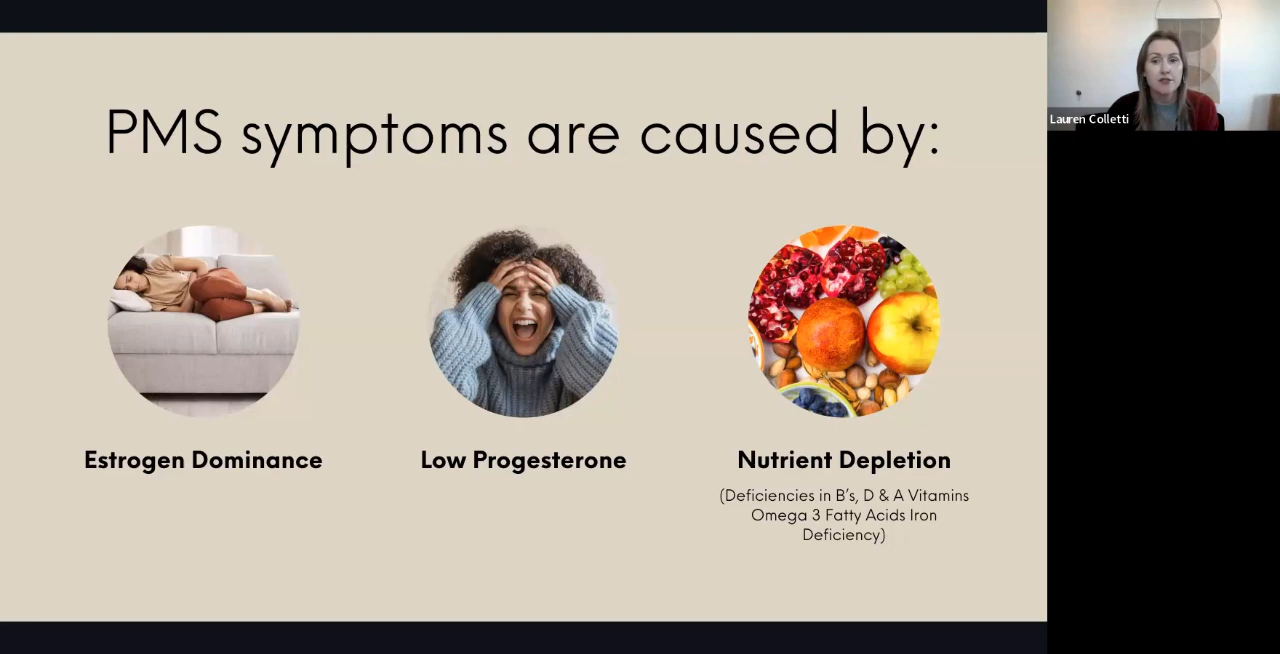 PMS symptoms are caused by:
Estrogen Dominance
Low Progesterone
Nutrient Depletion
(Deficiencies in B's, D & A Vitamins
Omega 3 Fatty Acids Iron
Deficiency)
Lauren Colletti